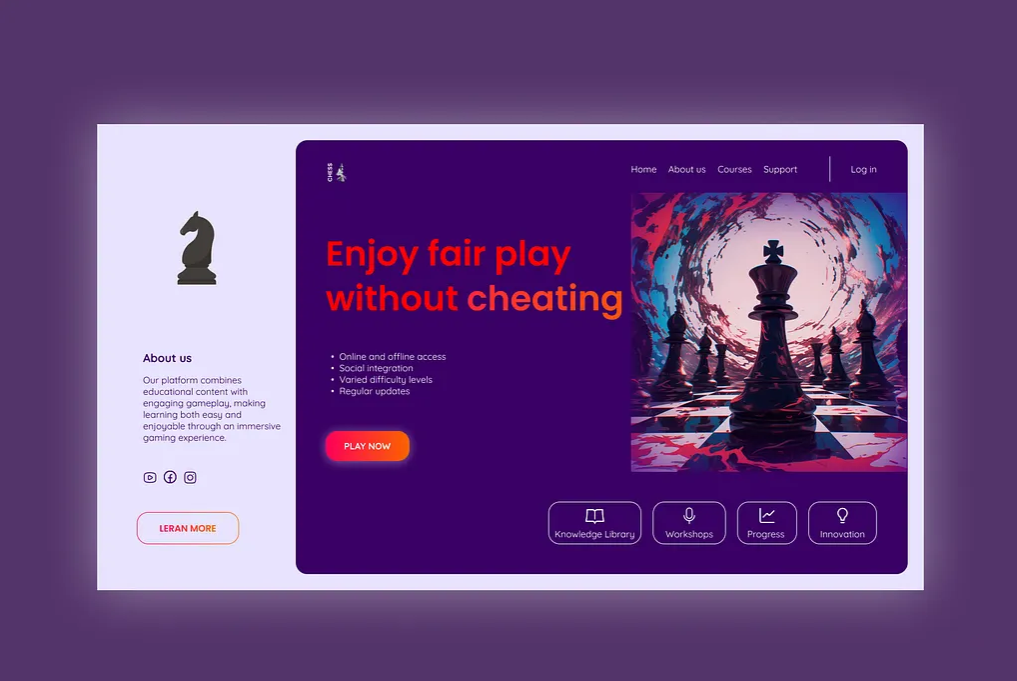 CHESS
Home
About us
Courses
Support
Log in
Enjoy fair play
without cheating
• Online and offline access
• Social integration
• Varied difficulty levels
• Regular updates
PLAY NOW
Knowledge Library
Workshops
Progress
Innovation
About us
Our platform combines
educational content with
engaging gameplay, making
learning both easy and
enjoyable through an immersive
gaming experience.
LERAN MORE